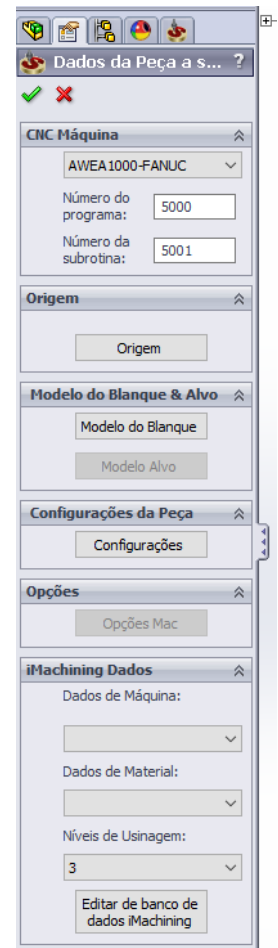 Dados da Peça a s... ?
CNC Máquina
AWEA1000-FANUC
Número do
programa:
5000
Número da
subrotina:
5001
Origem
Origem
Modelo do Blanque & Alvo
Modelo do Blanque
Modelo Alvo
Configurações da Peça
Configurações
Opções
Opções Mac
iMachining Dados
Dados de Máquina:
Dados de Material:
Níveis de Usinagem:
3
Editar de banco de
dados iMachining